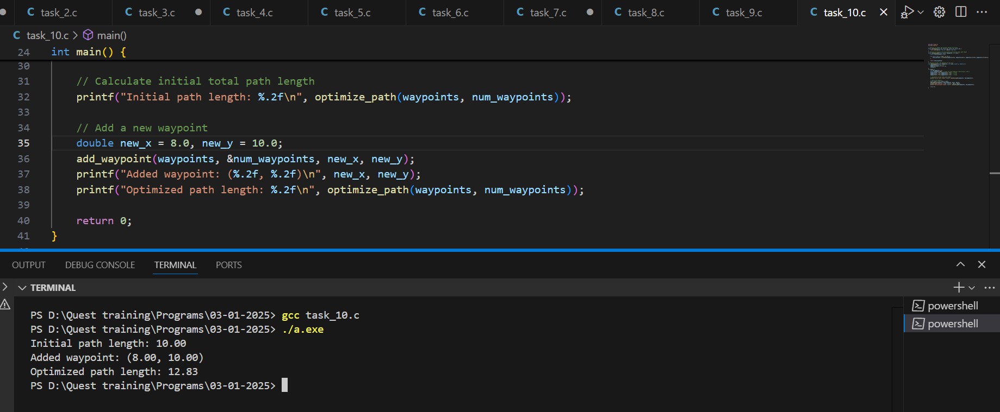 C task_2.c C task_3.c C task_4.c C task_5.c C task_6.c C task_7.c C task_8.c C task_9.c C task_10.c
C task_10.c > main()
24 int main() {
30
31 // Calculate initial total path length
32 printf("Initial path length: %.2f\n", optimize_path(waypoints, num_waypoints));
33
34 // Add a new waypoint
35 double new_x = 8.0, new_y = 10.0;
36 add_waypoint(waypoints, &num_waypoints, new_x, new_y);
37 printf("Added waypoint: (%.2f, %.2f)\n", new_x, new_y);
38 printf("Optimized path length: %.2f\n", optimize_path(waypoints, num_waypoints));
39
40 return 0;
41 }
OUTPUT DEBUG CONSOLE TERMINAL PORTS
TERMINAL
PS D:\Quest training\Programs\03-01-2025> gcc task_10.c
PS D:\Quest training\Programs\03-01-2025> ./a.exe
Initial path length: 10.00
Added waypoint: (8.00, 10.00)
Optimized path length: 12.83
PS D:\Quest training\Programs\03-01-2025>
powershell
powershell